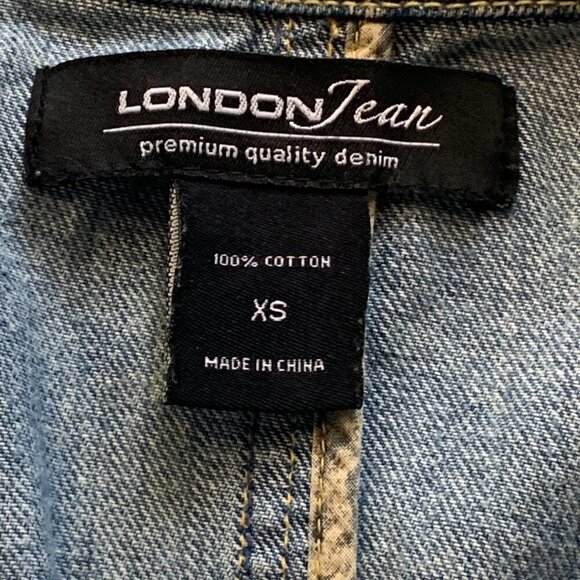 LONDON Jean
premium quality denim
100% COTTON
XS
MADE IN CHINA